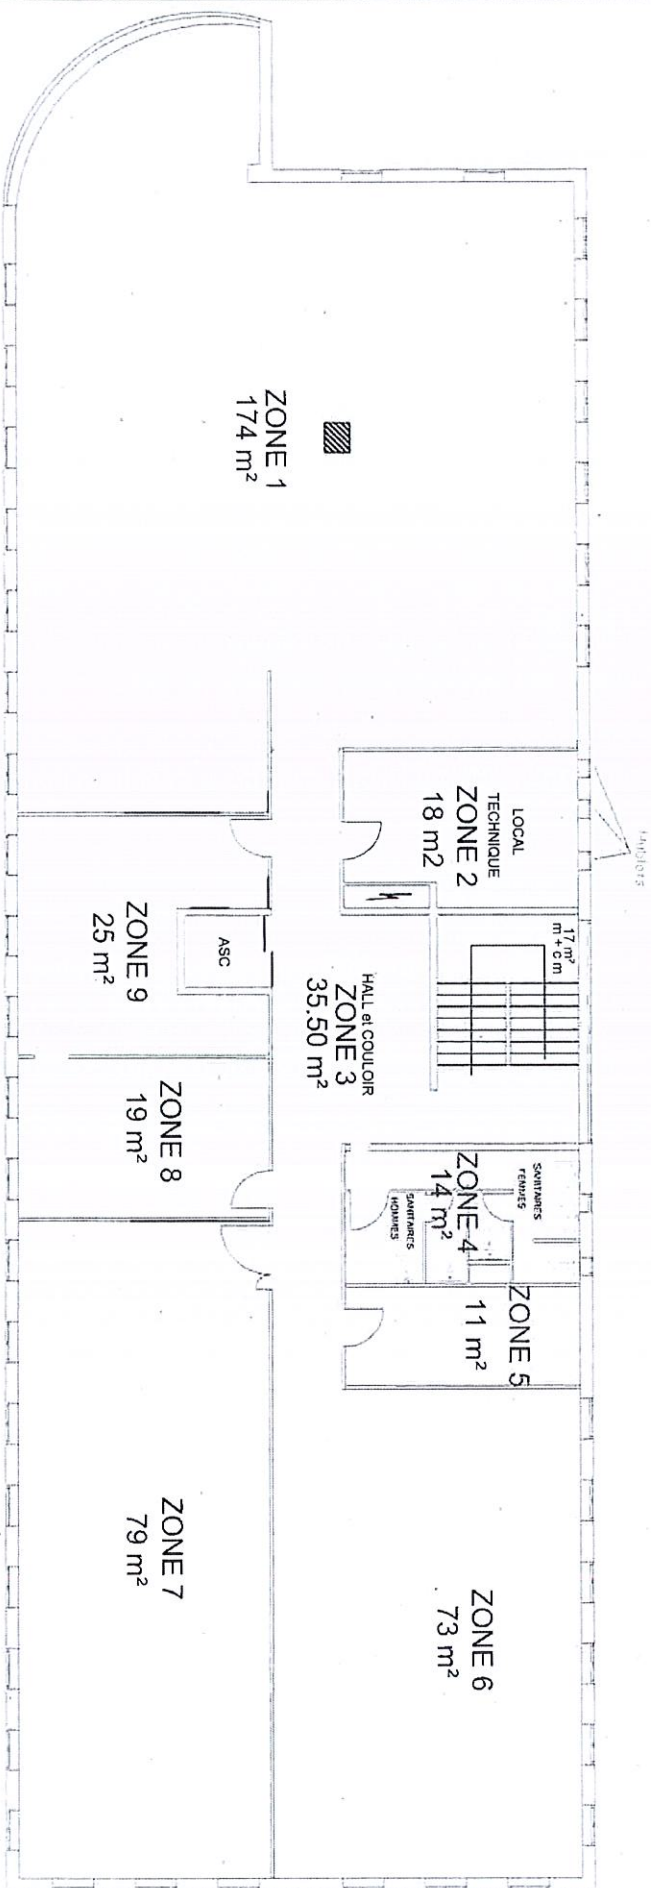 ZONE 1
174 m²
LOCAL
TECHNIQUE
ZONE 2
18 m2
17 m²
m + c m
HALL et COULOIR
ZONE 3
35.50 m²
ASC
ZONE 9
25 m²
ZONE 8
19 m²
SANITAIRES
FEMMES
ZONE 4
14 m²
SANITAIRES
HOMMES
ZONE 5
11 m²
ZONE 6
73 m²
ZONE 7
79 m²
Hublots